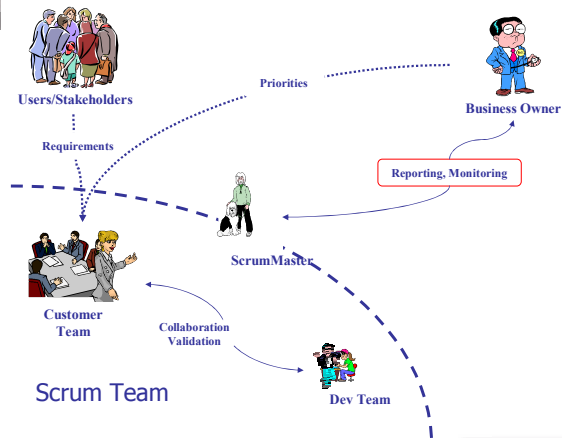 Users/Stakeholders
Priorities
Business Owner
Requirements
Reporting, Monitoring
ScrumMaster
Customer
Team
Collaboration
Validation
Scrum Team
Dev Team